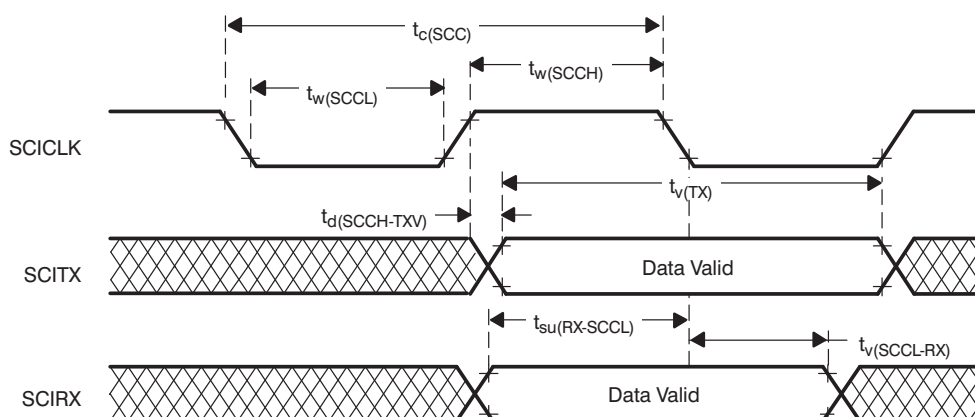 tc(SCC)
tw(SCCH)
tw(SCCL)
SCICLK
tv(TX)
td(SCCH-TXV)
SCITX
Data Valid
tsu(RX-SCCL)
tv(SCCL-RX)
SCIRX
Data Valid